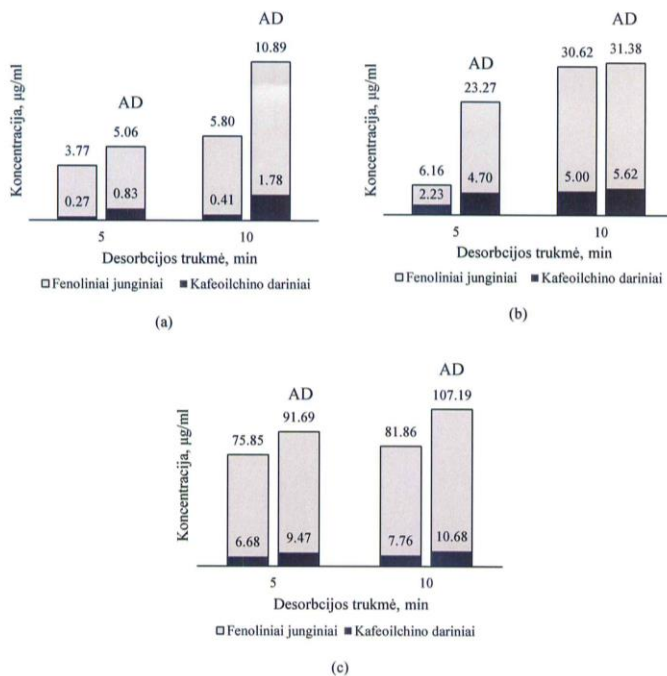 AD
10.89
AD
5.06
3.77
5.80
0.27
0.83
0.41
1.78
Koncentracija, µg/ml
5
10
Desorbcijos trukmė, min
Fenoliniai junginiai
Kafeoilchino dariniai
(a)
AD
30.62
31.38
AD
23.27
6.16
2.23
4.70
5.00
5.62
Koncentracija, µg/ml
5
10
Desorbcijos trukmė, min
Fenoliniai junginiai
Kafeoilchino dariniai
(b)
AD
107.19
AD
91.69
75.85
81.86
6.68
9.47
7.76
10.68
Koncentracija, µg/ml
5
10
Desorbcijos trukmė, min
Fenoliniai junginiai
Kafeoilchino dariniai
(c)